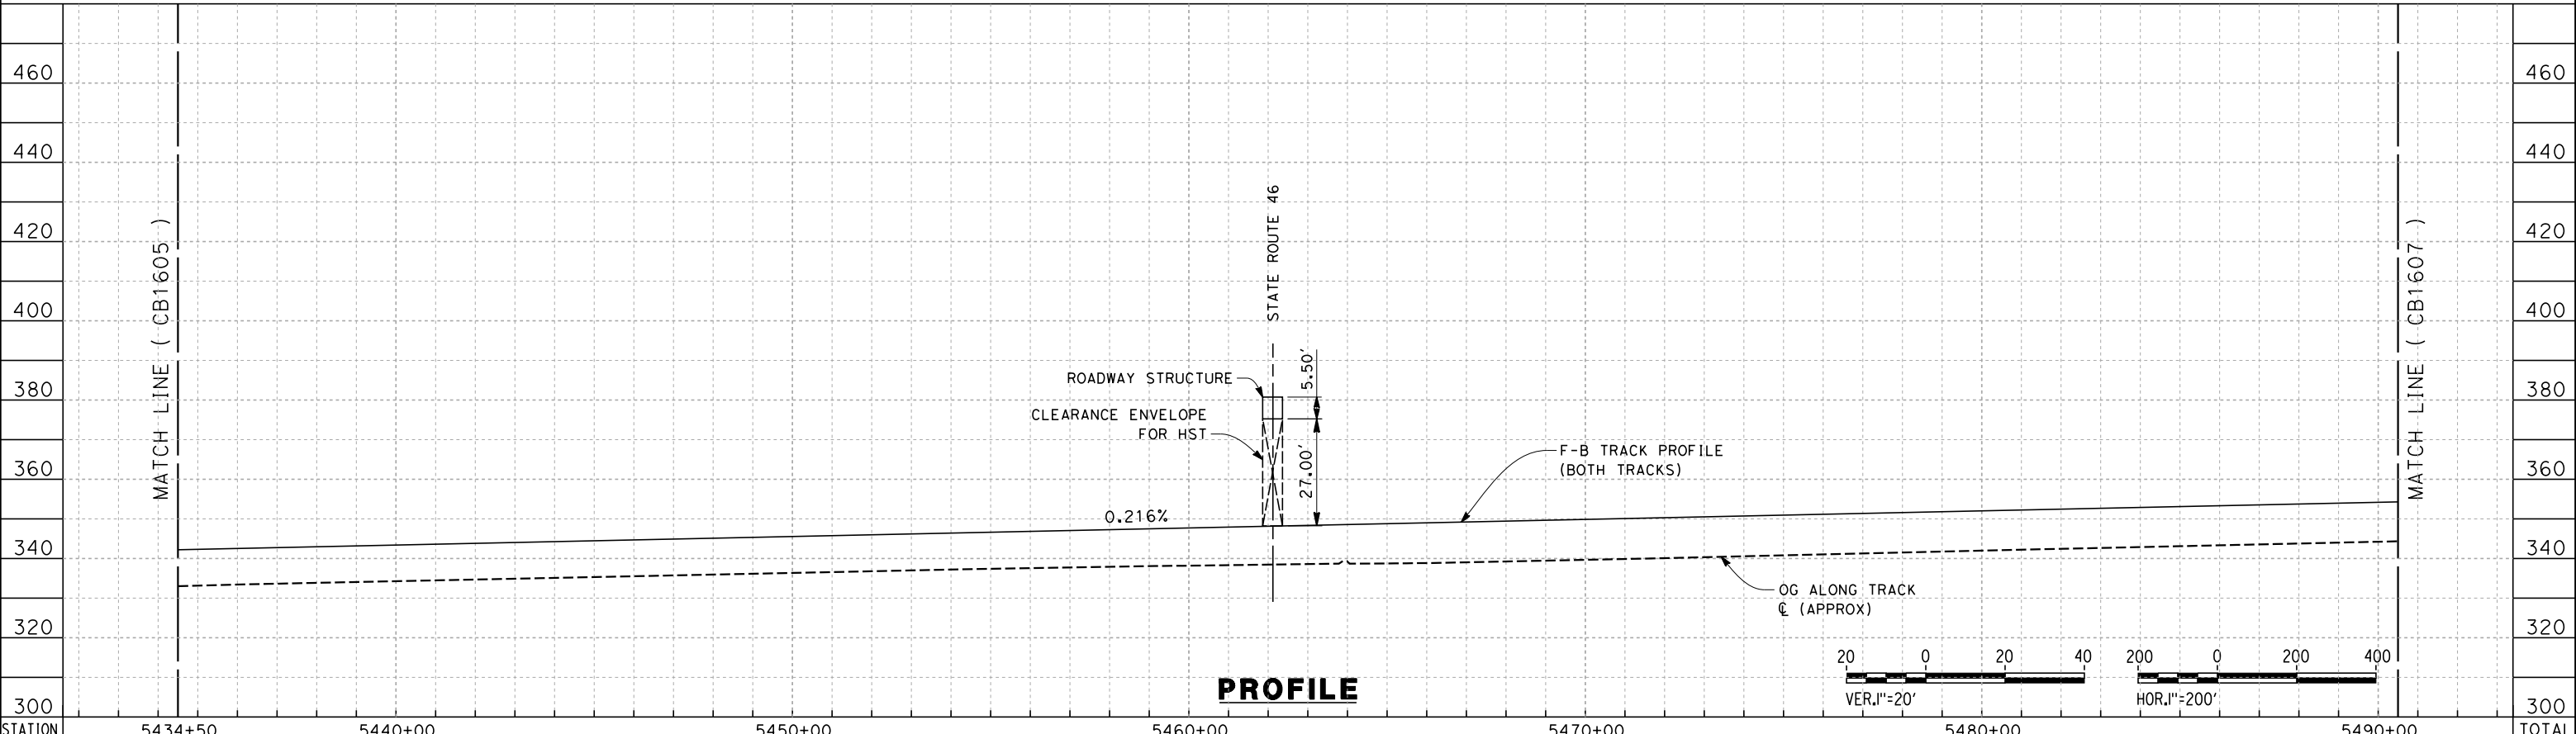 460
440
420
400
380
360
340
320
300
STATION
MATCH LINE ( CB1605 )
STATE ROUTE 46
ROADWAY STRUCTURE
CLEARANCE ENVELOPE
FOR HST
5.50'
27.00'
0.216%
F-B TRACK PROFILE
(BOTH TRACKS)
OG ALONG TRACK
℄ (APPROX)
MATCH LINE ( CB1607 )
460
440
420
400
380
360
340
320
300
TOTAL
PROFILE
20 0 20 40
VER.1"=20'
200 0 200 400
HOR.1"=200'
5434+50 5440+00 5450+00 5460+00 5470+00 5480+00 5490+00